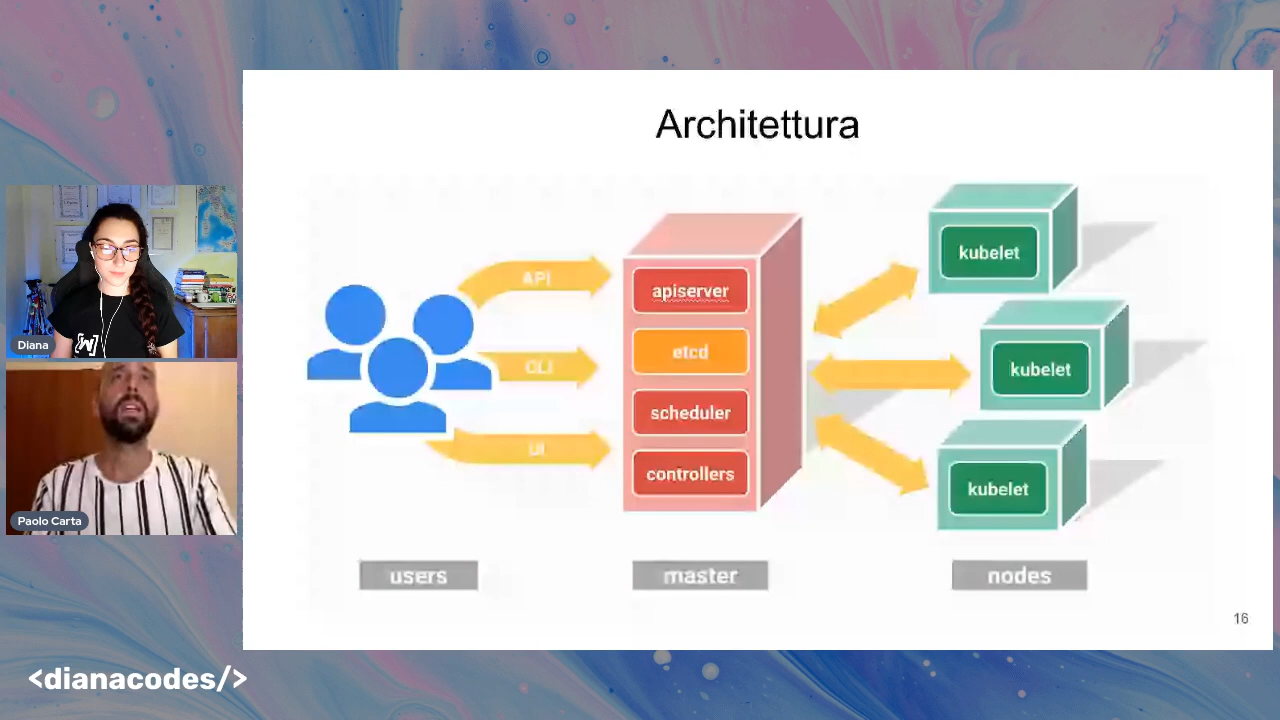 Architettura
API
CLI
UI
apiserver
etcd
scheduler
controllers
kubelet
kubelet
kubelet
users
master
nodes
16
Diana
[W]
Paolo Carta
<dianacodes/>